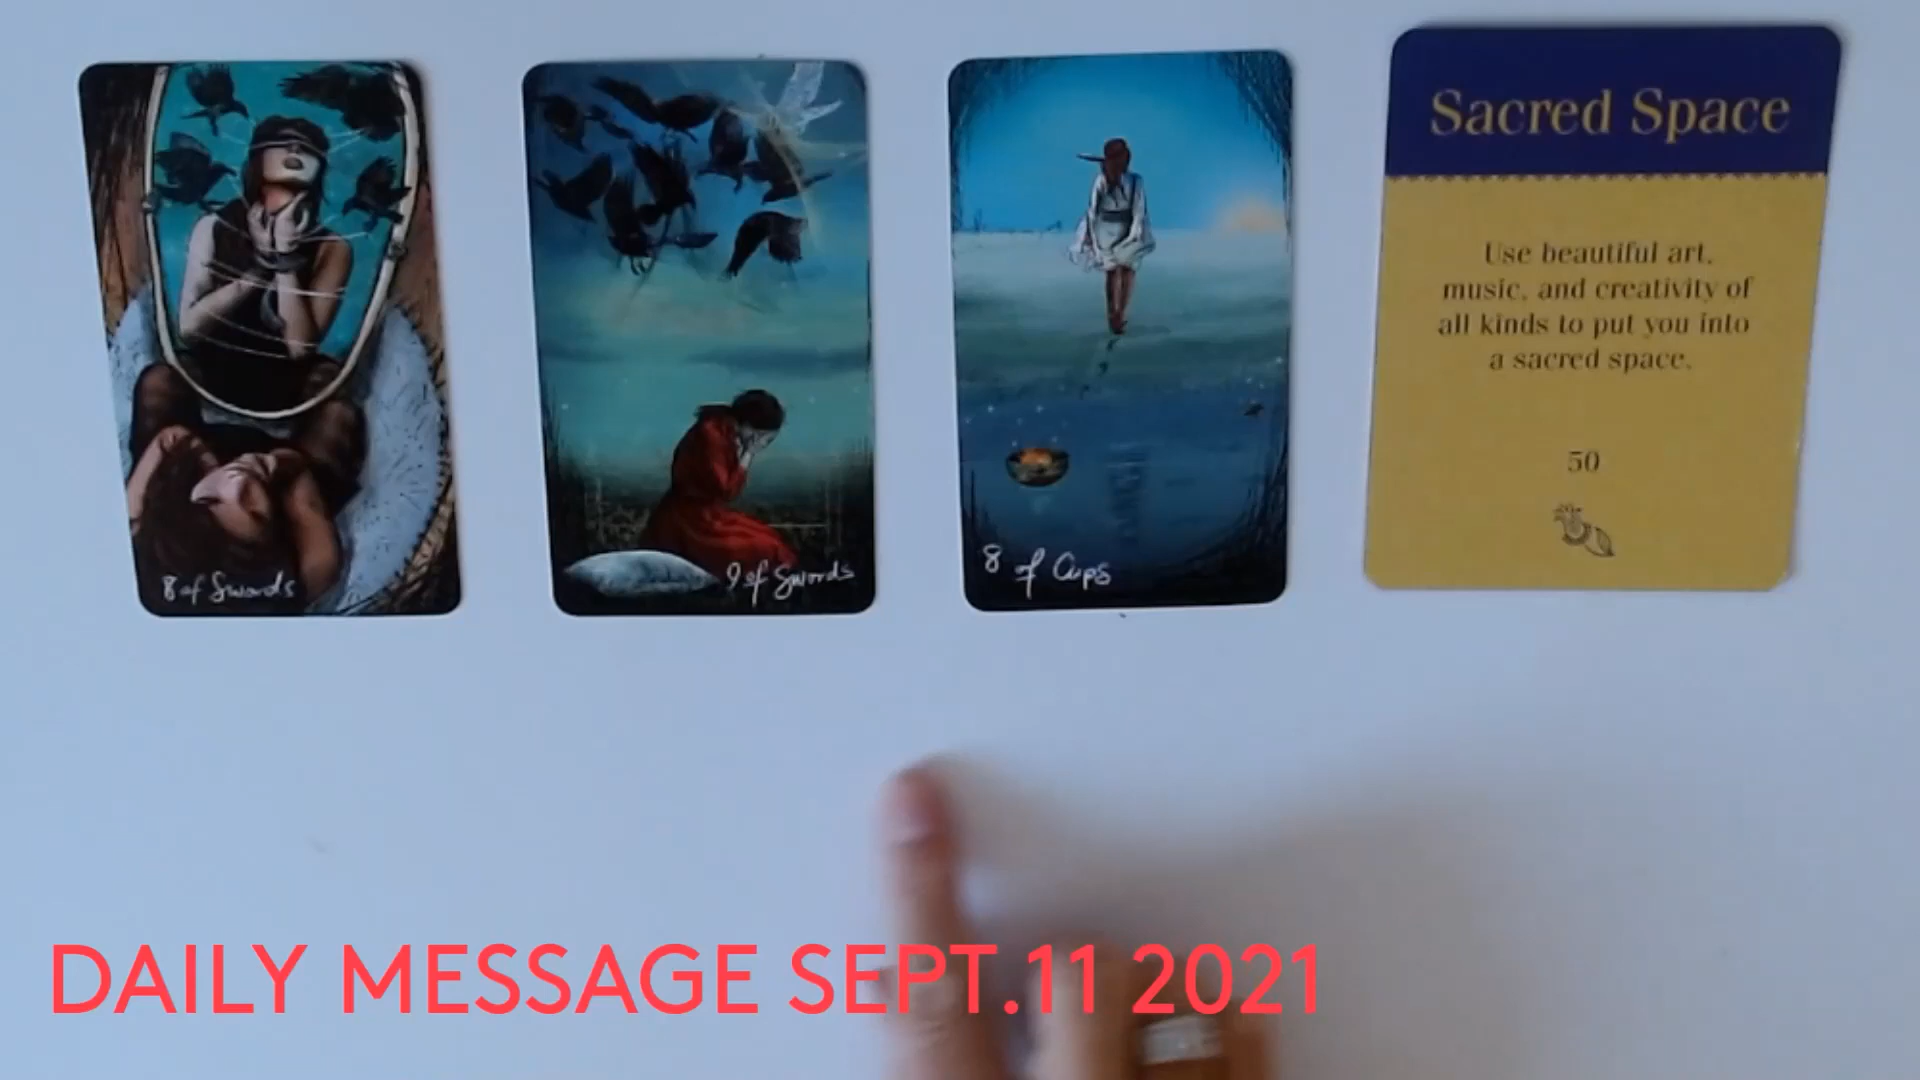 8 of Swords
9 of Swords
8 of Cups
Sacred Space
Use beautiful art,
music, and creativity of
all kinds to put you into
a sacred space.
50
DAILY MESSAGE SEPT.11 2021